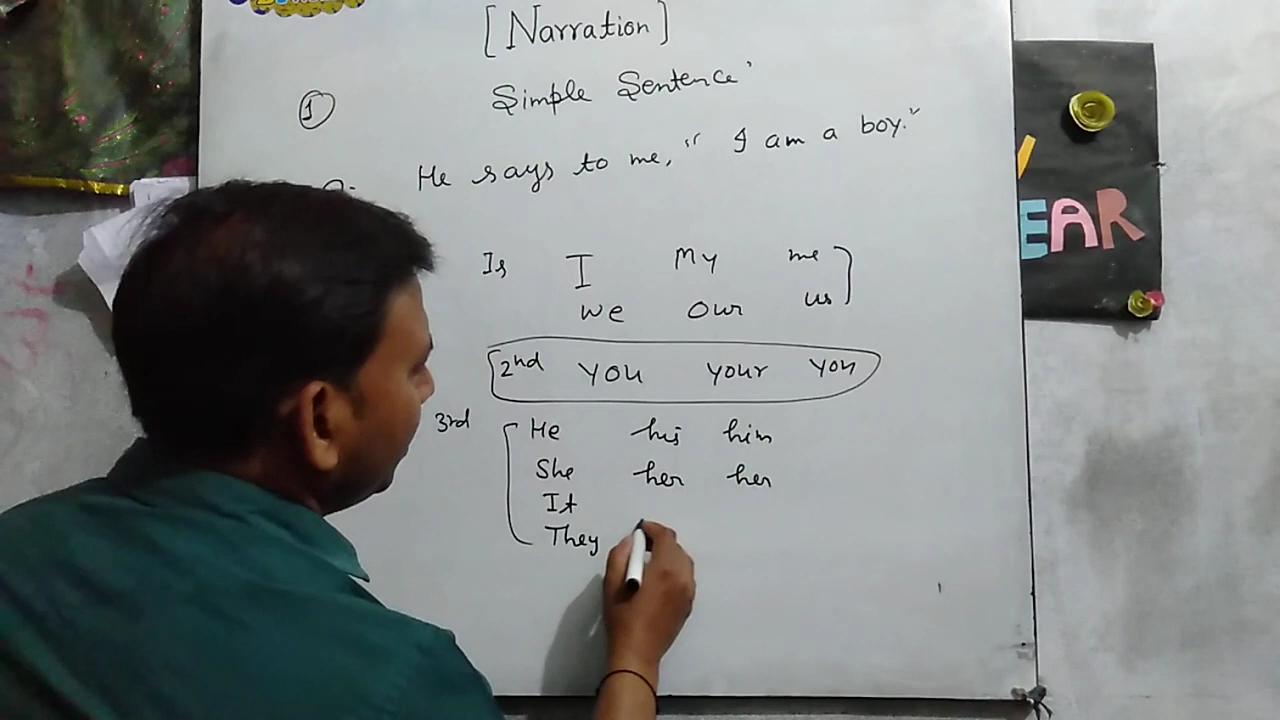 [Narration]
Simple Sentence
①
He says to me, " I am a boy."
Is I My me
we our us
2nd you your you
3rd He his him
She her her
It
They
EAR